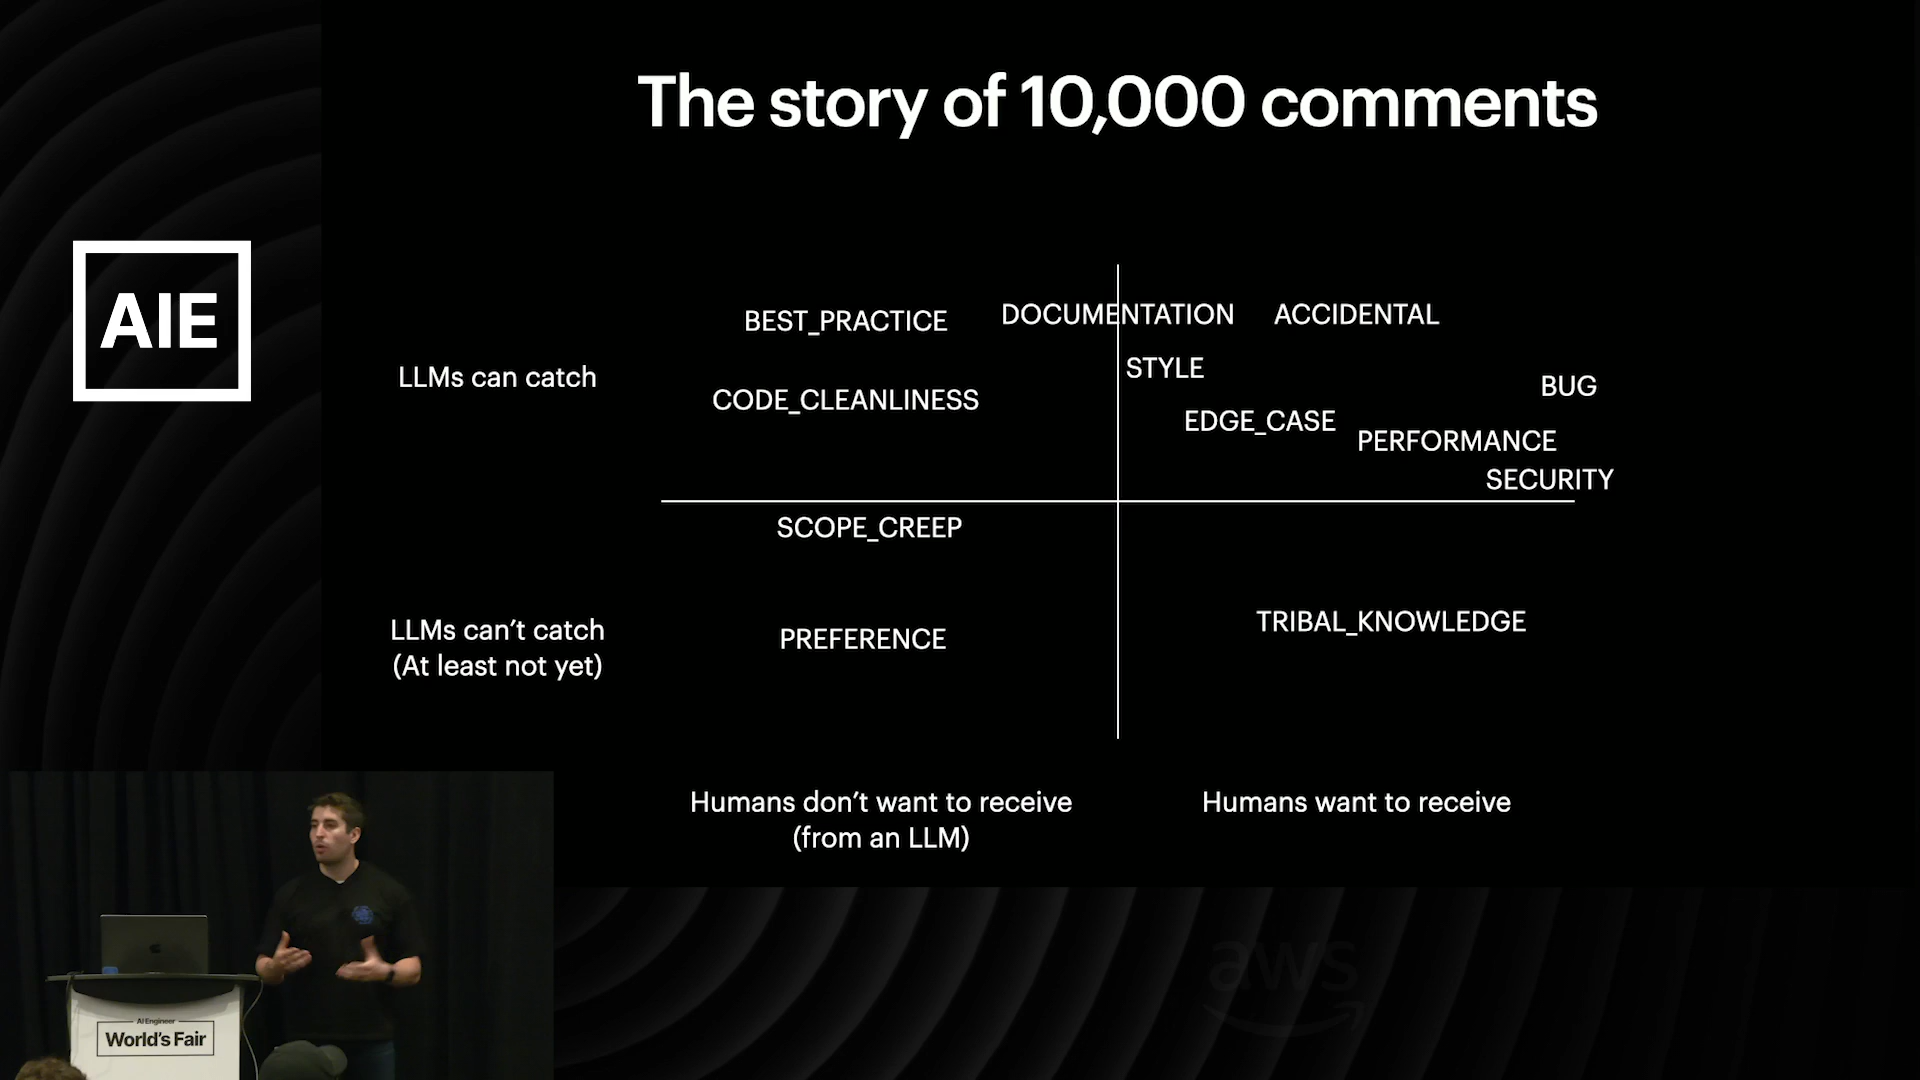 The story of 10,000 comments
AIE
BEST_PRACTICE
DOCUMENTATION
ACCIDENTAL
LLMs can catch
STYLE
BUG
CODE_CLEANLINESS
EDGE_CASE
PERFORMANCE
SECURITY
SCOPE_CREEP
LLMs can’t catch
(At least not yet)
PREFERENCE
TRIBAL_KNOWLEDGE
Humans don’t want to receive
(from an LLM)
Humans want to receive
aws
AI Engineer
World's Fair